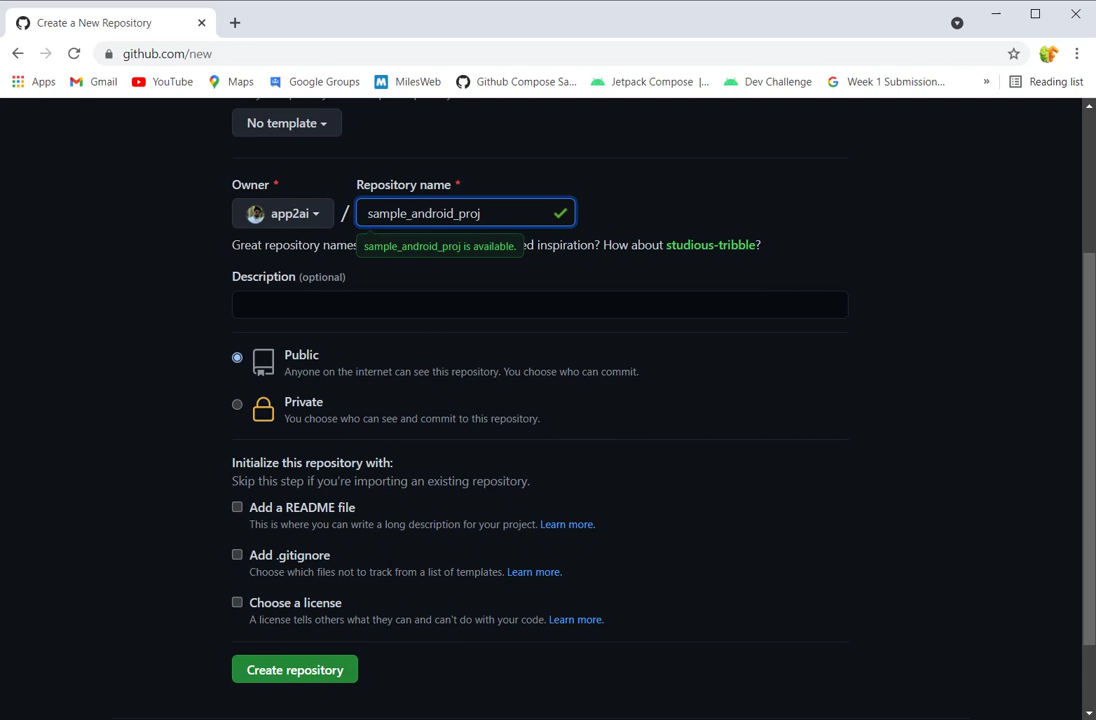 Create a New Repository
github.com/new
Apps Gmail YouTube Maps Google Groups MilesWeb Github Compose Sa... Jetpack Compose |... Dev Challenge Week 1 Submission... » Reading list
No template
Owner * Repository name *
app2ai / sample_android_proj
Great repository names ed inspiration? How about studious-tribble?
sample_android_proj is available.
Description (optional)
Public
Anyone on the internet can see this repository. You choose who can commit.
Private
You choose who can see and commit to this repository.
Initialize this repository with:
Skip this step if you're importing an existing repository.
Add a README file
This is where you can write a long description for your project. Learn more.
Add .gitignore
Choose which files not to track from a list of templates. Learn more.
Choose a license
A license tells others what they can and can't do with your code. Learn more.
Create repository